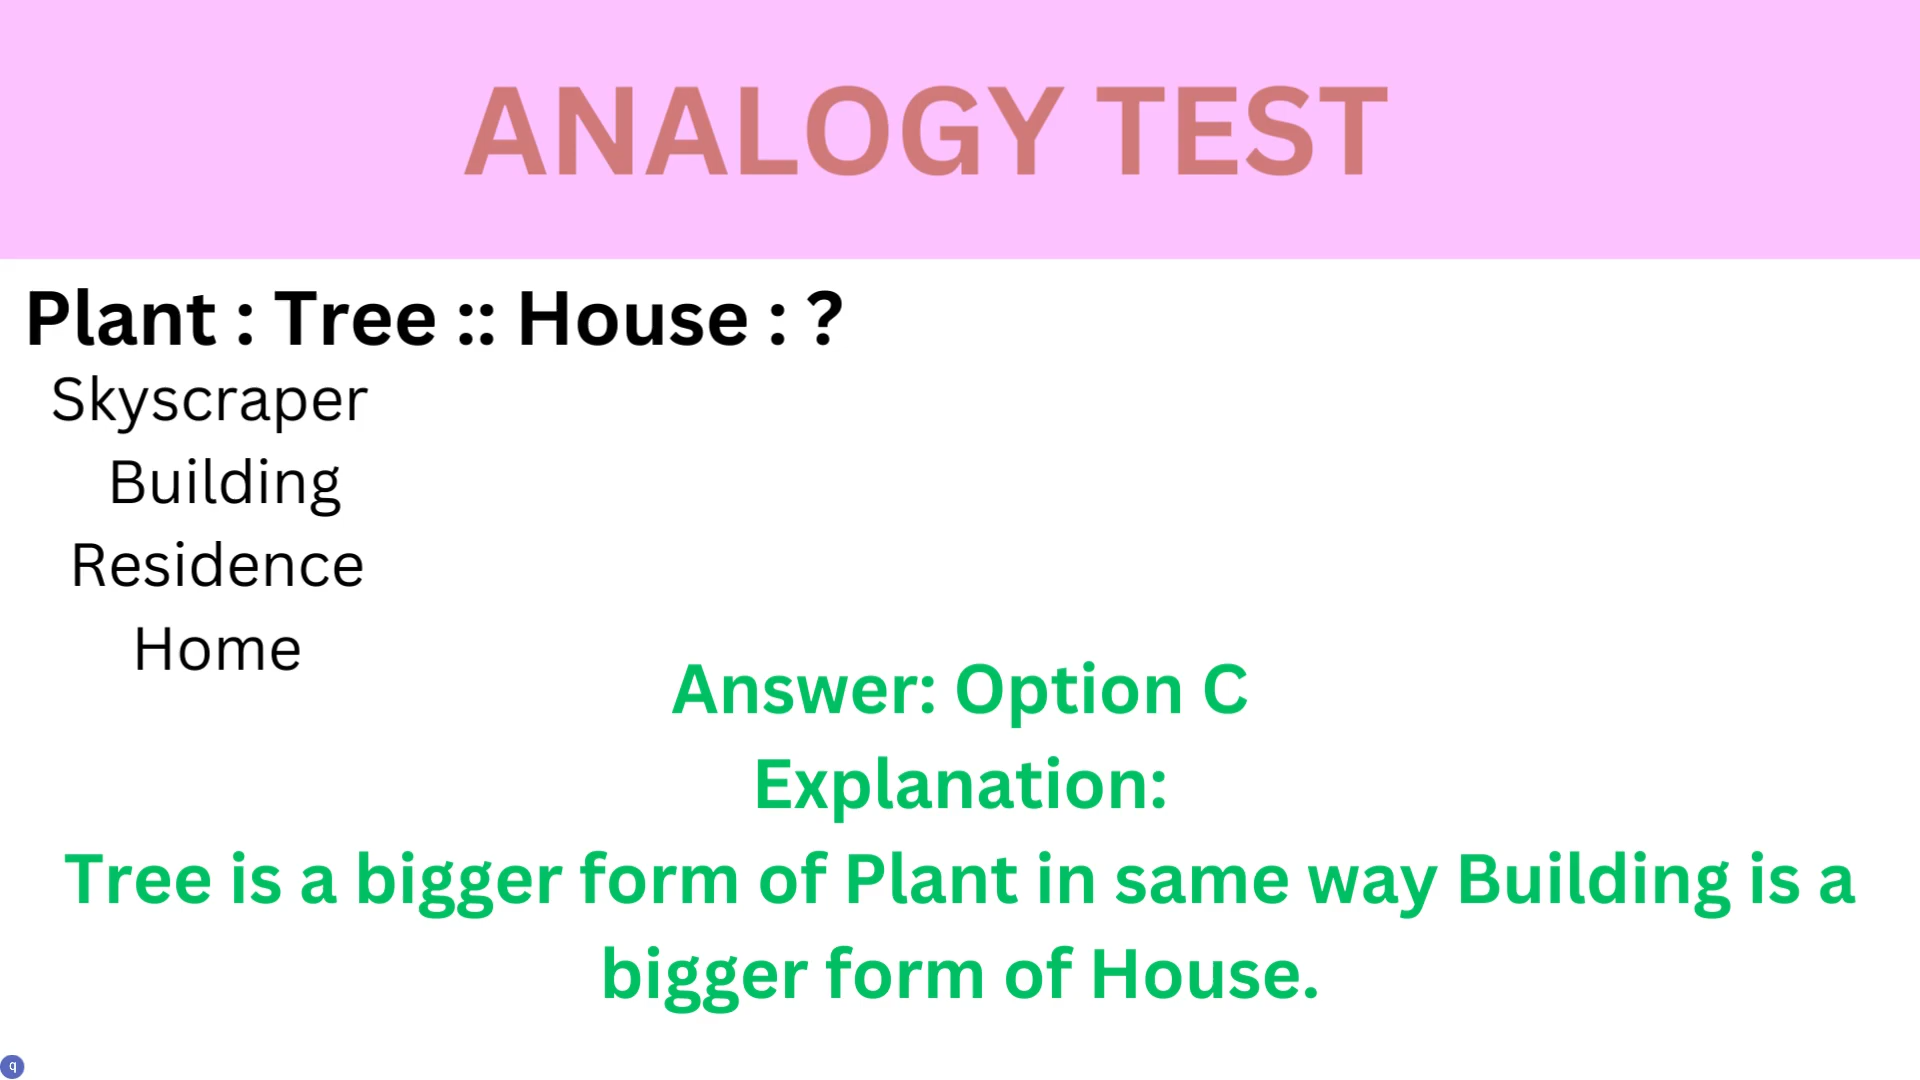 ANALOGY TEST
Plant : Tree :: House : ?
Skyscraper
Building
Residence
Home
Answer: Option C
Explanation:
Tree is a bigger form of Plant in same way Building is a
bigger form of House.
q